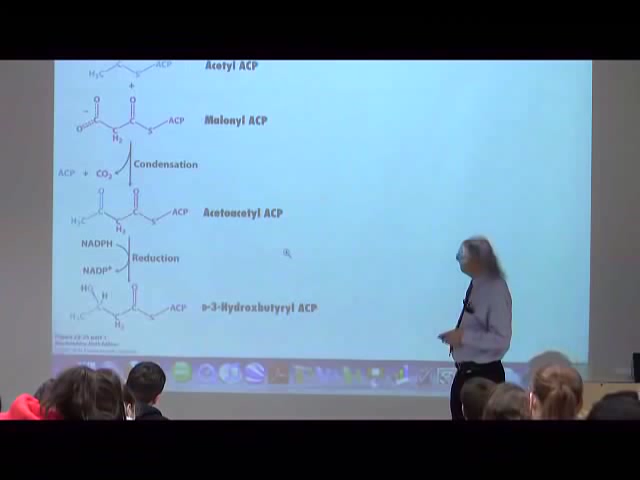 H₃C C S ACP Acetyl ACP
+
O O
−
O C C S ACP Malonyl ACP
H₂
Condensation
ACP + CO₂
O O
H₃C C C C S ACP Acetoacetyl ACP
H₂
NADPH
Reduction
NADP⁺
HO H O
H₃C C C C S ACP D-3-Hydroxbutyryl ACP
H₂